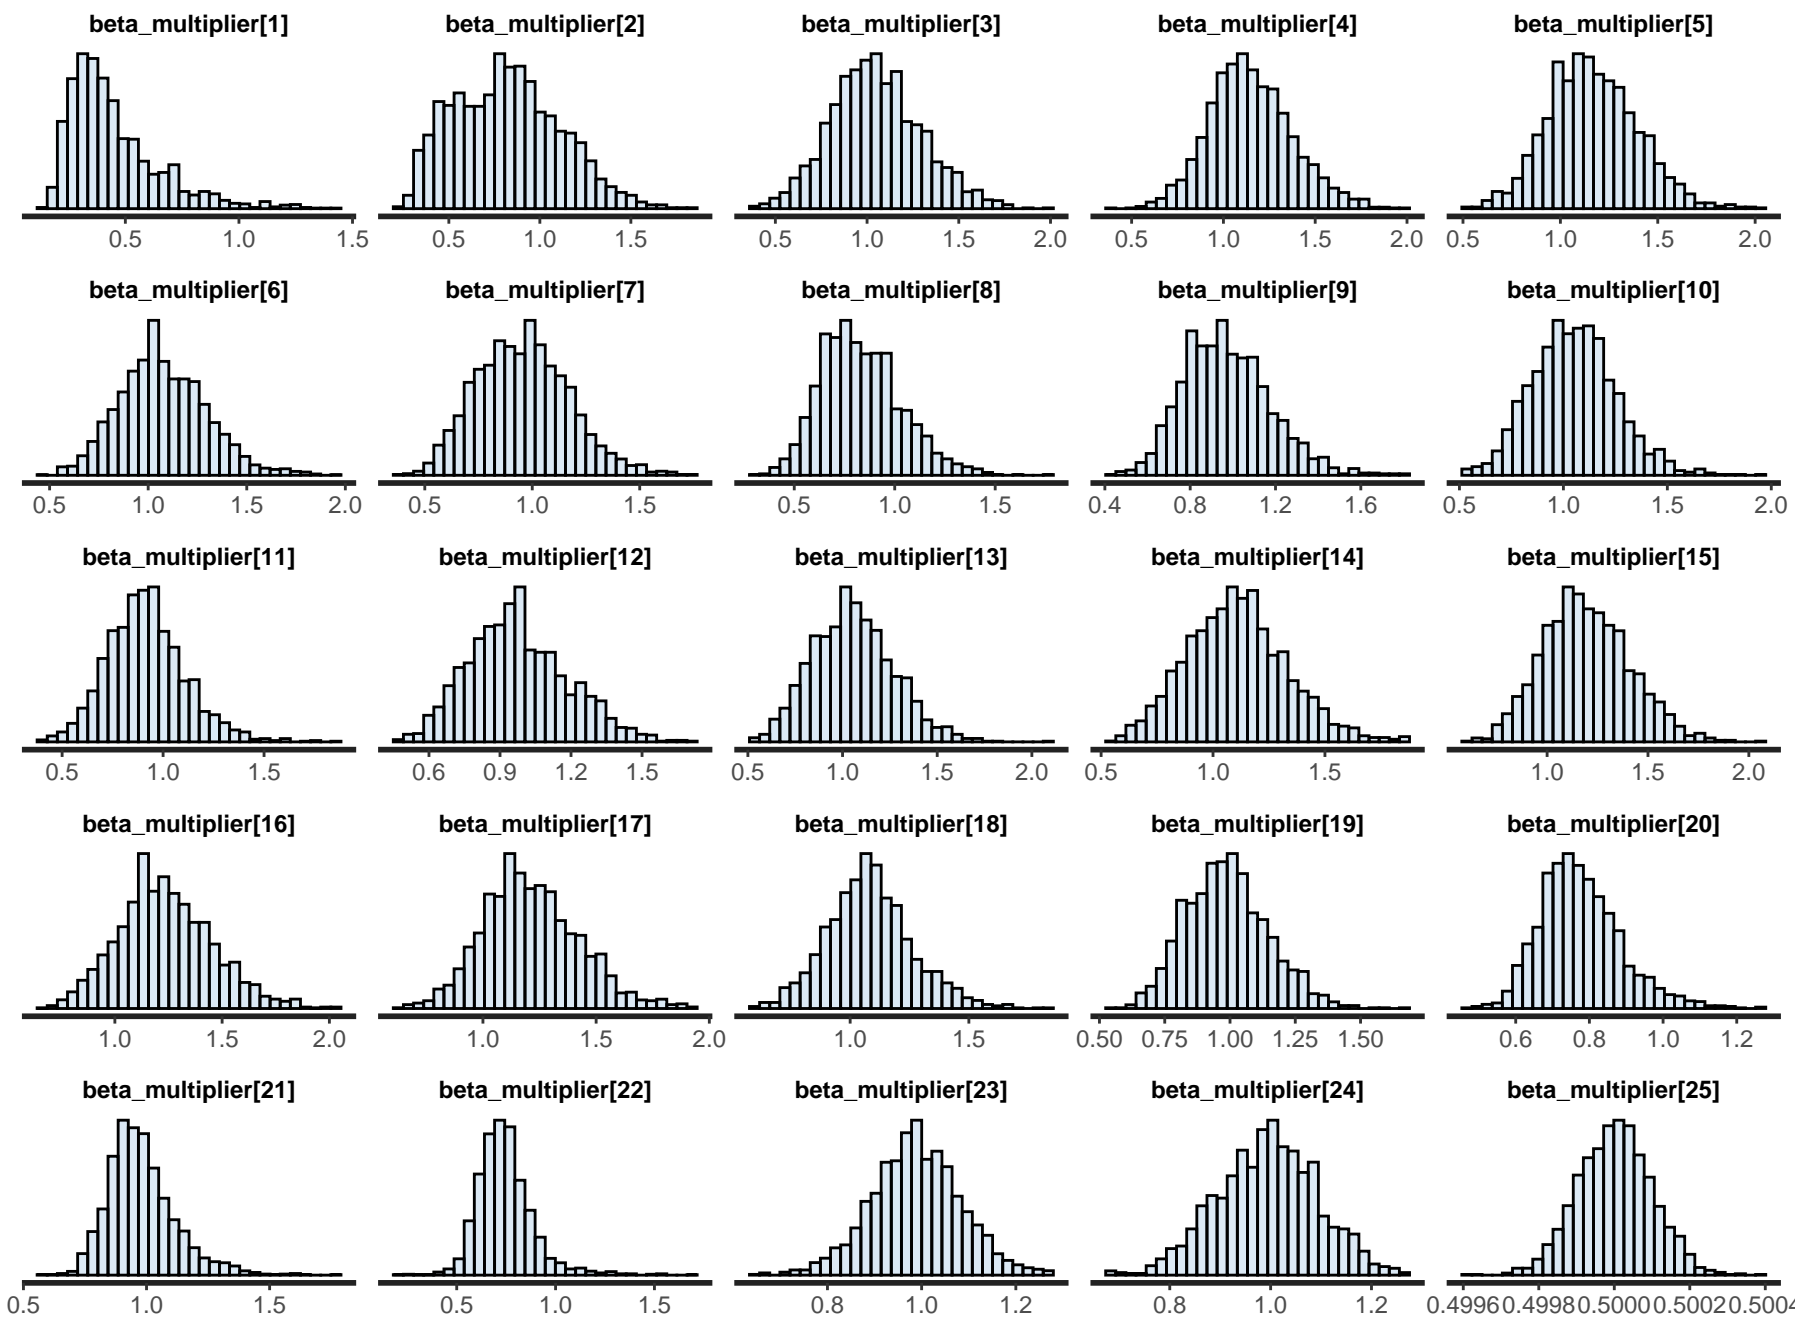 beta_multiplier[1] beta_multiplier[2] beta_multiplier[3] beta_multiplier[4] beta_multiplier[5]
0.5 1.0 1.5 0.5 1.0 1.5 0.5 1.0 1.5 2.0 0.5 1.0 1.5 2.0 0.5 1.0 1.5 2.0
beta_multiplier[6] beta_multiplier[7] beta_multiplier[8] beta_multiplier[9] beta_multiplier[10]
0.5 1.0 1.5 2.0 0.5 1.0 1.5 0.5 1.0 1.5 0.4 0.8 1.2 1.6 0.5 1.0 1.5 2.0
beta_multiplier[11] beta_multiplier[12] beta_multiplier[13] beta_multiplier[14] beta_multiplier[15]
0.5 1.0 1.5 0.6 0.9 1.2 1.5 0.5 1.0 1.5 2.0 0.5 1.0 1.5 1.0 1.5 2.0
beta_multiplier[16] beta_multiplier[17] beta_multiplier[18] beta_multiplier[19] beta_multiplier[20]
1.0 1.5 2.0 1.0 1.5 2.0 1.0 1.5 0.50 0.75 1.00 1.25 1.50 0.6 0.8 1.0 1.2
beta_multiplier[21] beta_multiplier[22] beta_multiplier[23] beta_multiplier[24] beta_multiplier[25]
0.5 1.0 1.5 0.5 1.0 1.5 0.8 1.0 1.2 0.8 1.0 1.2 0.4996 0.4998 0.5000 0.5002 0.5004